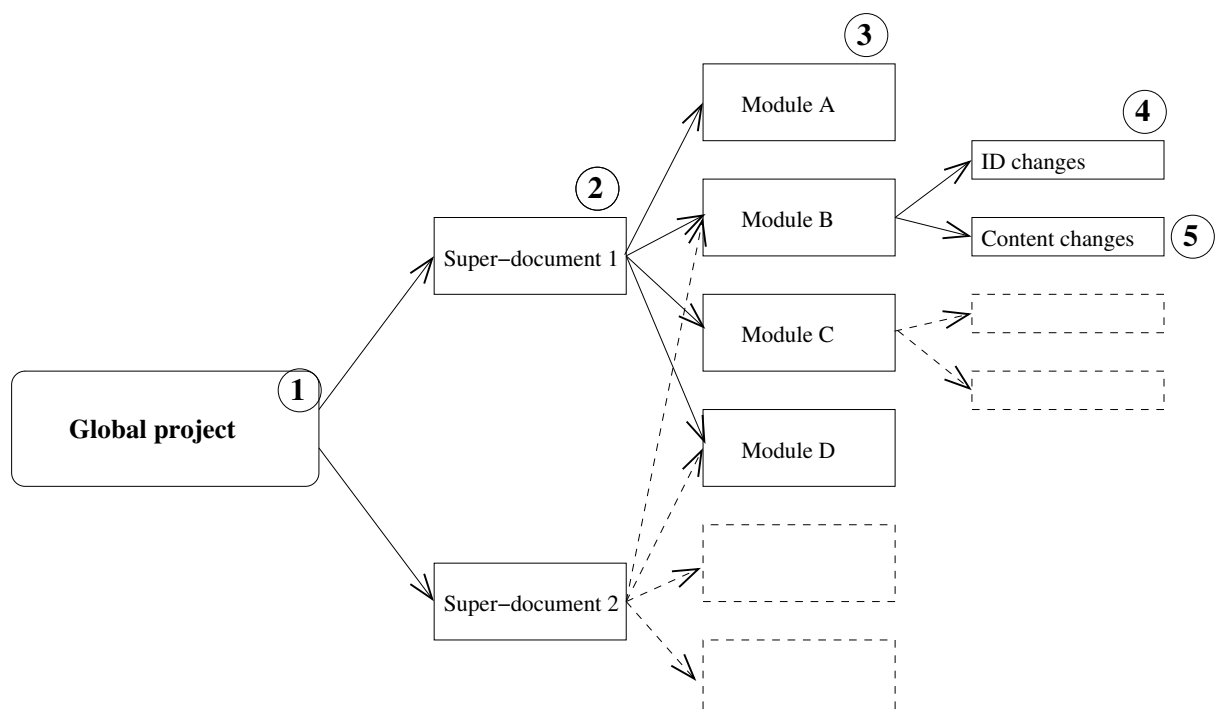 3
Module A
4
ID changes
2
Module B
Super−document 1
Content changes
5
Module C
1
Global project
Module D
Super−document 2